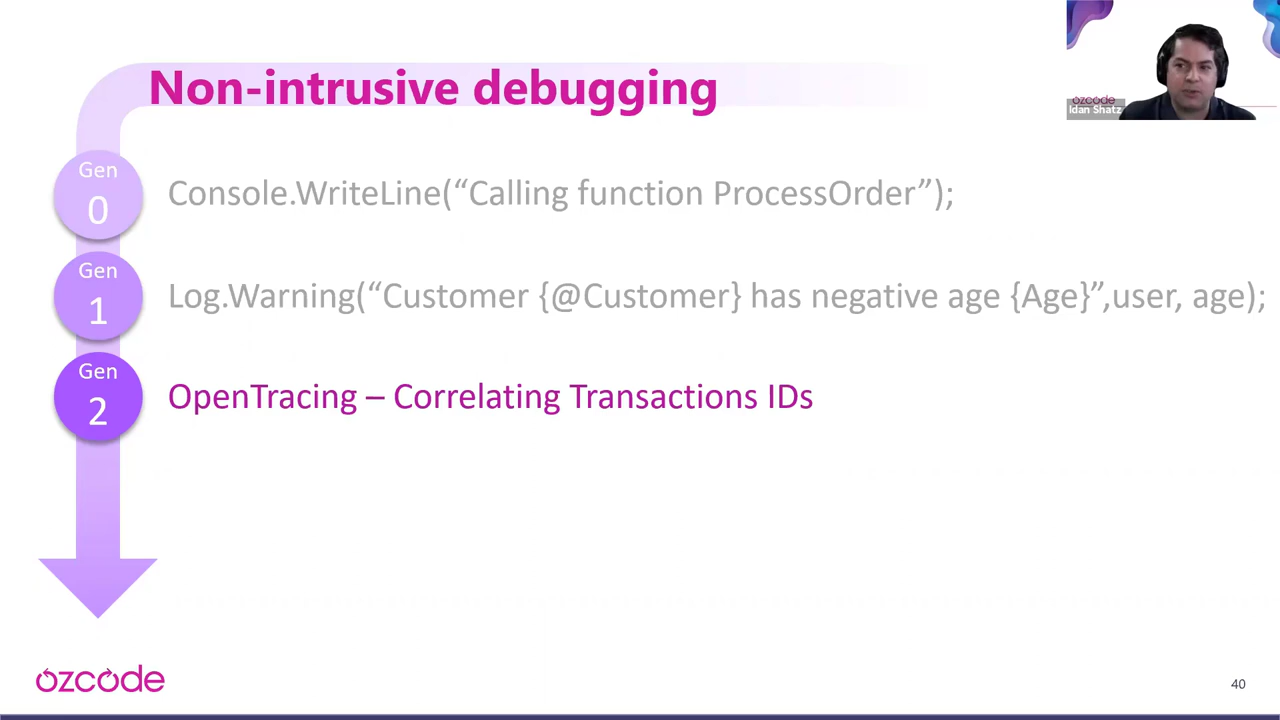 Non-intrusive debugging
ozcode
Idan Shatz
Gen
0
Console.WriteLine(“Calling function ProcessOrder”);
Gen
1
Log.Warning(“Customer {@Customer} has negative age {Age}”,user, age);
Gen
2
OpenTracing – Correlating Transactions IDs
ozcode
40